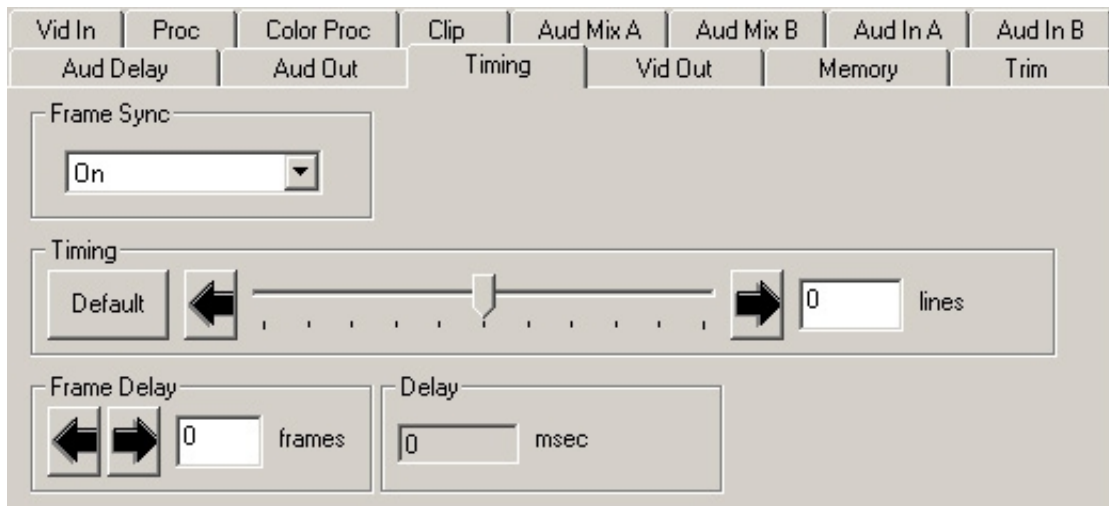 Vid In Proc Color Proc Clip Aud Mix A Aud Mix B Aud In A Aud In B
Aud Delay Aud Out Timing Vid Out Memory Trim
Frame Sync
On
Timing
Default 0 lines
Frame Delay Delay
0 frames 0 msec